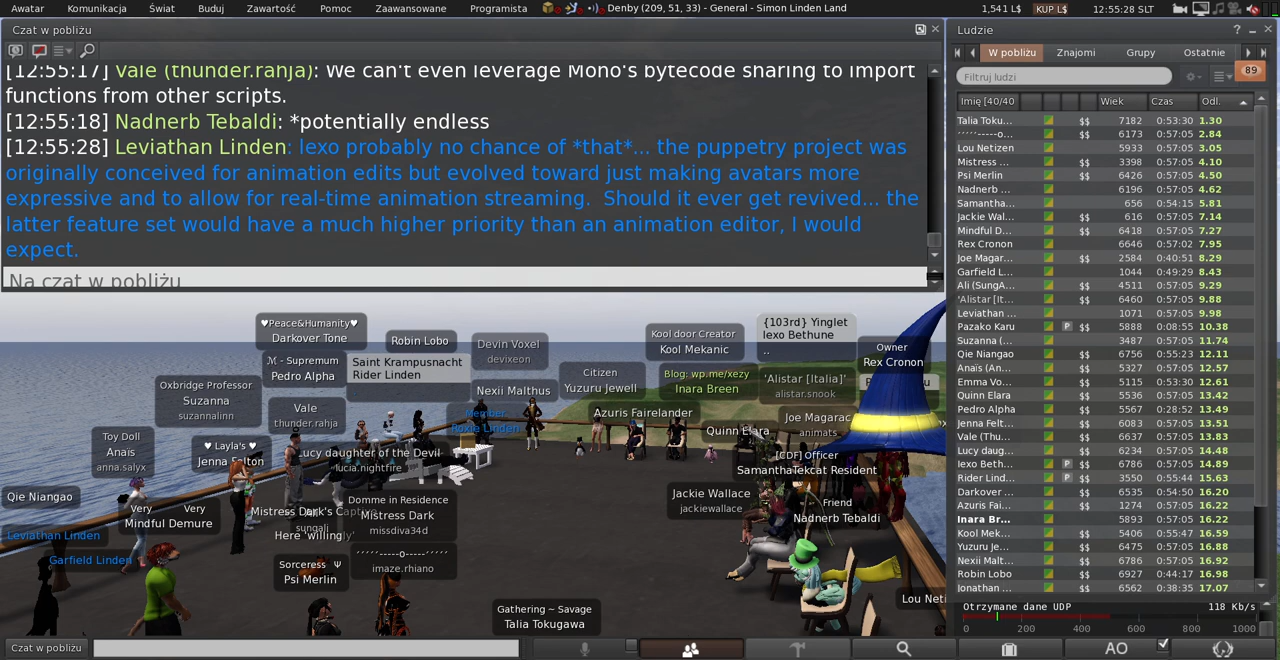 Awatar Komunikacja Świat Buduj Zawartość Pomoc Zaawansowane Programista Denby (209, 51, 33) - General - Simon Linden Land 1,541 L$ KUP L$ 12:55:28 SLT
Czat w pobliżu
[12:55:17] Vale (thunder.rahja): We can't even leverage Mono's bytecode sharing to import
functions from other scripts.
[12:55:18] Nadnerb Tebaldi: *potentially endless
[12:55:28] Leviathan Linden: Iexo probably no chance of *that*... the puppetry project was
originally conceived for animation edits but evolved toward just making avatars more
expressive and to allow for real-time animation streaming.  Should it ever get revived... the
latter feature set would have a much higher priority than an animation editor, I would
expect.
Na czat w pobliżu
♥Peace&Humanity♥
Darkover Tone
Robin Lobo
Devin Voxel
devixeon
Kool door Creator
Kool Mekanic
{103rd} Yinglet
Iexo Bethune
..
Owner
Rex Cronon
ℳ - Supremum
Pedro Alpha
Saint Krampusnacht
Rider Linden
Nexii Malthus
Citizen
Yuzuru Jewell
Blog: wp.me/xezy
Inara Breen
'Alistar [Italia]'
alistar.snook
Oxbridge Professor
Suzanna
suzannalinn
Vale
thunder.rahja
Member
Roxie Linden
Azuris Fairelander
Joe Magarac
animats
Quinn Elara
Toy Doll
Anais
anna.salyx
♥ Layla's ♥
Jenna Felton
Lucy daughter of the Devil
lucia.nightfire
[CDF] Officer
SamanthaTekcat Resident
Qie Niangao
Very Very
Mindful Demure
Mistress Dark's
sungali
Here 'willingly'
Domme in Residence
Mistress Dark
missdiva34d
Jackie Wallace
jackiewallace
Friend
Nadnerb Tebaldi
Leviathan Linden
Garfield Linden
Sorceress Ψ
Psi Merlin
´´´´´-----o----´´´´´
imaze.rhiano
Gathering ~ Savage
Talia Tokugawa
Lou Neti
Czat w pobliżu
AO
Ludzie
W pobliżu Znajomi Grupy Ostatnie
Filtruj ludzi
89
Imię [40/40 Wiek Czas Odl.
Talia Toku... $$ 7182 0:53:30 1.30
´´´´´-----o... $$ 6173 0:57:05 2.84
Lou Netizen 5933 0:57:05 3.05
Mistress ... $$ 3398 0:57:05 4.10
Psi Merlin $$ 6426 0:57:05 4.50
Nadnerb ... 6196 0:57:05 4.62
Samantha... 656 0:54:15 5.81
Jackie Wal... $$ 616 0:57:05 7.14
Mindful D... $$ 6418 0:57:05 7.27
Rex Cronon 6646 0:57:02 7.95
Joe Magar... $$ 2584 0:40:51 8.29
Garfield L... 1044 0:49:29 8.43
Ali (SungA... $$ 4511 0:57:05 9.29
'Alistar [It... $$ 6460 0:57:05 9.88
Leviathan ... 1071 0:57:05 9.98
Pazako Karu P $$ 5888 0:08:55 10.38
Suzanna (... 3487 0:57:05 11.74
Qie Niangao $$ 6756 0:55:23 12.11
Anais (An... $$ 5327 0:57:05 12.57
Emma Vo... $$ 5115 0:53:30 12.61
Quinn Elara $$ 5536 0:57:05 13.42
Pedro Alpha $$ 5567 0:28:52 13.49
Jenna Felt... $$ 6083 0:57:05 13.51
Vale (Thu... $$ 6637 0:57:05 13.83
Lucy daug... $$ 6234 0:57:05 14.48
Iexo Beth... P $$ 6786 0:57:05 14.89
Rider Lind... P $$ 3550 0:55:44 15.63
Darkover ... $$ 6535 0:54:50 16.20
Azuris Fai... $$ 1274 0:57:05 16.22
Inara Br... 5893 0:57:05 16.22
Kool Mek... $$ 5406 0:55:47 16.59
Yuzuru Je... $$ 6475 0:57:05 16.88
Nexii Malt... $$ 6786 0:57:05 16.92
Robin Lobo $$ 6927 0:44:17 16.98
Jonathan ... $$ 6562 0:38:35 17.07
Otrzymane dane UDP 118 Kb/s
0 200 400 600 800 1000